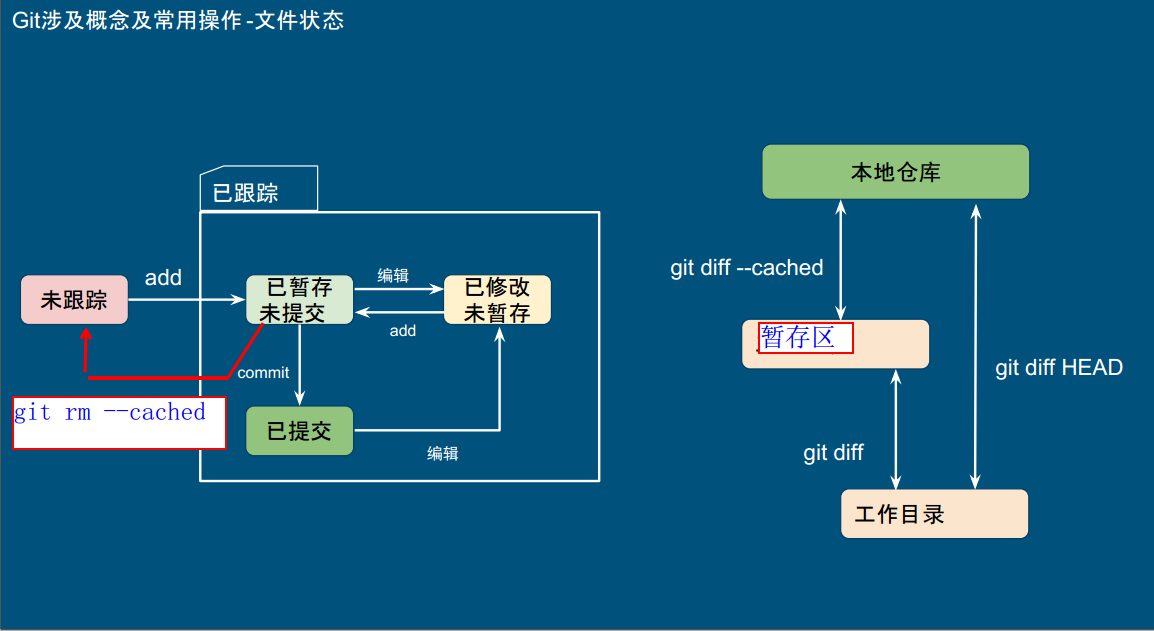 Git涉及概念及常用操作-文件状态
已跟踪
未跟踪
add
已暂存
未提交
编辑
add
已修改
未暂存
commit
git rm --cached
已提交
编辑
本地仓库
git diff --cached
暂存区
git diff HEAD
git diff
工作目录